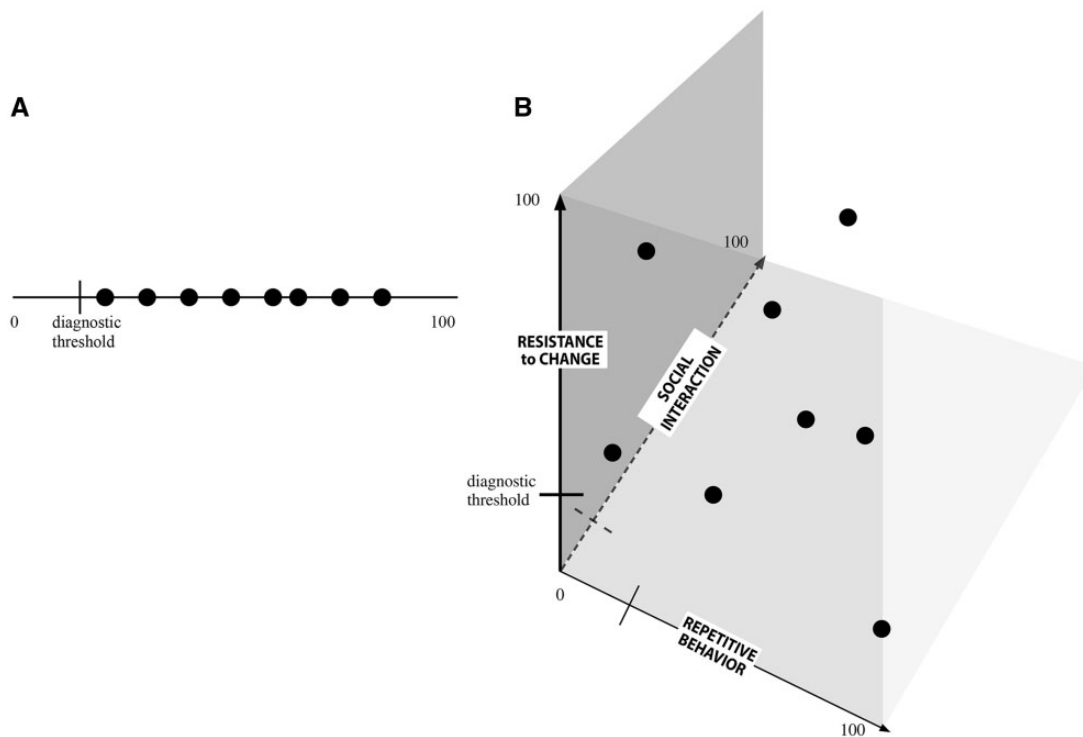 A
0
diagnostic
threshold
100
B
100
100
RESISTANCE
to CHANGE
SOCIAL
INTERACTION
diagnostic
threshold
0
REPETITIVE
BEHAVIOR
100